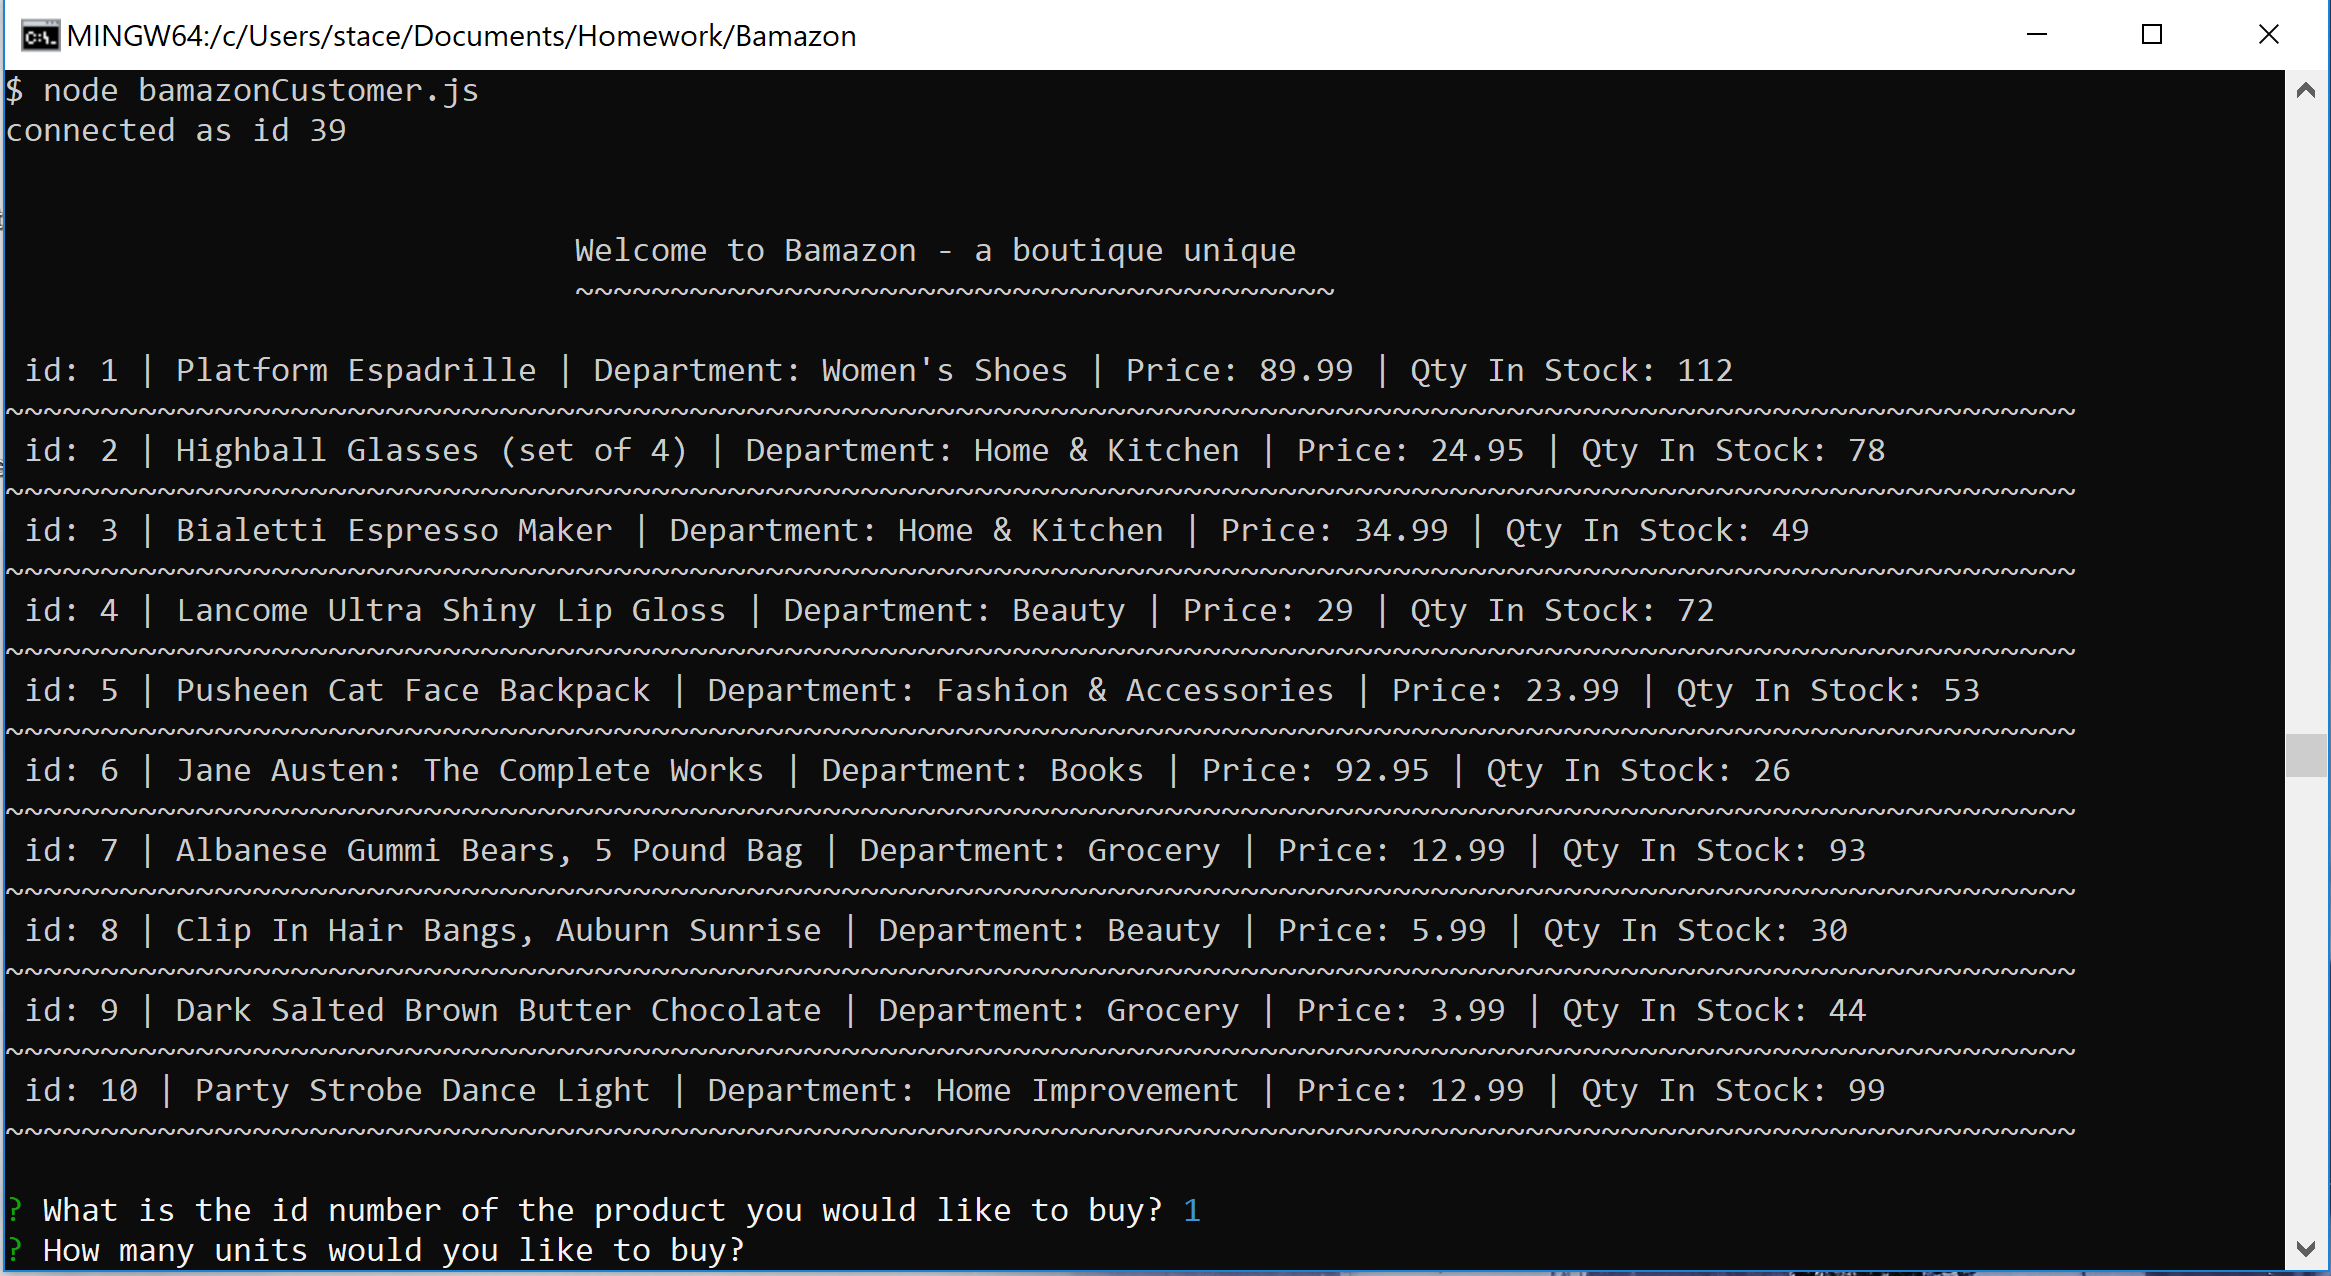 MINGW64:/c/Users/stace/Documents/Homework/Bamazon
$ node bamazonCustomer.js
connected as id 39
Welcome to Bamazon - a boutique unique
~~~~~~~~~~~~~~~~~~~~~~~~~~~~~~~~~~~~~~~~
id: 1 | Platform Espadrille | Department: Women's Shoes | Price: 89.99 | Qty In Stock: 112
~~~~~~~~~~~~~~~~~~~~~~~~~~~~~~~~~~~~~~~~~~~~~~~~~~~~~~~~~~~~~~~~~~~~~~~~~~~~~~~~~~~~~~~~~~~~~~~~~~~~~~~~~~~~~
id: 2 | Highball Glasses (set of 4) | Department: Home & Kitchen | Price: 24.95 | Qty In Stock: 78
~~~~~~~~~~~~~~~~~~~~~~~~~~~~~~~~~~~~~~~~~~~~~~~~~~~~~~~~~~~~~~~~~~~~~~~~~~~~~~~~~~~~~~~~~~~~~~~~~~~~~~~~~~~~~
id: 3 | Bialetti Espresso Maker | Department: Home & Kitchen | Price: 34.99 | Qty In Stock: 49
~~~~~~~~~~~~~~~~~~~~~~~~~~~~~~~~~~~~~~~~~~~~~~~~~~~~~~~~~~~~~~~~~~~~~~~~~~~~~~~~~~~~~~~~~~~~~~~~~~~~~~~~~~~~~
id: 4 | Lancome Ultra Shiny Lip Gloss | Department: Beauty | Price: 29 | Qty In Stock: 72
~~~~~~~~~~~~~~~~~~~~~~~~~~~~~~~~~~~~~~~~~~~~~~~~~~~~~~~~~~~~~~~~~~~~~~~~~~~~~~~~~~~~~~~~~~~~~~~~~~~~~~~~~~~~~
id: 5 | Pusheen Cat Face Backpack | Department: Fashion & Accessories | Price: 23.99 | Qty In Stock: 53
~~~~~~~~~~~~~~~~~~~~~~~~~~~~~~~~~~~~~~~~~~~~~~~~~~~~~~~~~~~~~~~~~~~~~~~~~~~~~~~~~~~~~~~~~~~~~~~~~~~~~~~~~~~~~
id: 6 | Jane Austen: The Complete Works | Department: Books | Price: 92.95 | Qty In Stock: 26
~~~~~~~~~~~~~~~~~~~~~~~~~~~~~~~~~~~~~~~~~~~~~~~~~~~~~~~~~~~~~~~~~~~~~~~~~~~~~~~~~~~~~~~~~~~~~~~~~~~~~~~~~~~~~
id: 7 | Albanese Gummi Bears, 5 Pound Bag | Department: Grocery | Price: 12.99 | Qty In Stock: 93
~~~~~~~~~~~~~~~~~~~~~~~~~~~~~~~~~~~~~~~~~~~~~~~~~~~~~~~~~~~~~~~~~~~~~~~~~~~~~~~~~~~~~~~~~~~~~~~~~~~~~~~~~~~~~
id: 8 | Clip In Hair Bangs, Auburn Sunrise | Department: Beauty | Price: 5.99 | Qty In Stock: 30
~~~~~~~~~~~~~~~~~~~~~~~~~~~~~~~~~~~~~~~~~~~~~~~~~~~~~~~~~~~~~~~~~~~~~~~~~~~~~~~~~~~~~~~~~~~~~~~~~~~~~~~~~~~~~
id: 9 | Dark Salted Brown Butter Chocolate | Department: Grocery | Price: 3.99 | Qty In Stock: 44
~~~~~~~~~~~~~~~~~~~~~~~~~~~~~~~~~~~~~~~~~~~~~~~~~~~~~~~~~~~~~~~~~~~~~~~~~~~~~~~~~~~~~~~~~~~~~~~~~~~~~~~~~~~~~
id: 10 | Party Strobe Dance Light | Department: Home Improvement | Price: 12.99 | Qty In Stock: 99
~~~~~~~~~~~~~~~~~~~~~~~~~~~~~~~~~~~~~~~~~~~~~~~~~~~~~~~~~~~~~~~~~~~~~~~~~~~~~~~~~~~~~~~~~~~~~~~~~~~~~~~~~~~~~
? What is the id number of the product you would like to buy? 1
? How many units would you like to buy?